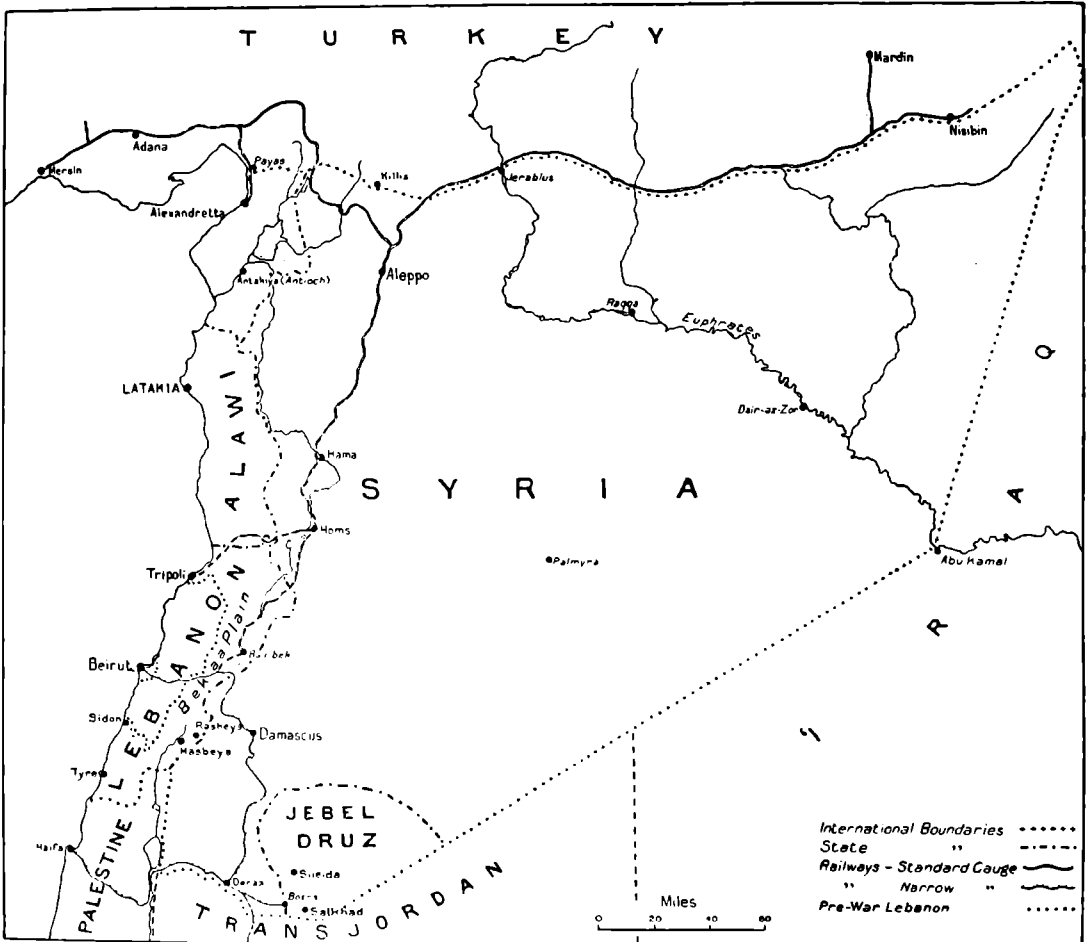 TURKEY
Mardin
Nisibin
Adana
Mersin
Payas
Killis
Jerablus
Alexandretta
Antakiya (Antioch)
Aleppo
Raqqa
Euphrates
LATAKIA
ALAWI
Dair-az-Zor
Hama
SYRIA
IRAQ
Homs
Palmyra
Abu Kamal
Tripoli
LEBANON
Bekaa Plain
Beirut
Sidon
Rasheya
Hasbeya
Damascus
Tyre
JEBEL
DRUZ
PALESTINE
Haifa
Sueida
Deraa
Salkhad
TRANSJORDAN
International Boundaries
State "
Railways - Standard Gauge
" Narrow "
Pre-War Lebanon
Miles
0 20 40 60